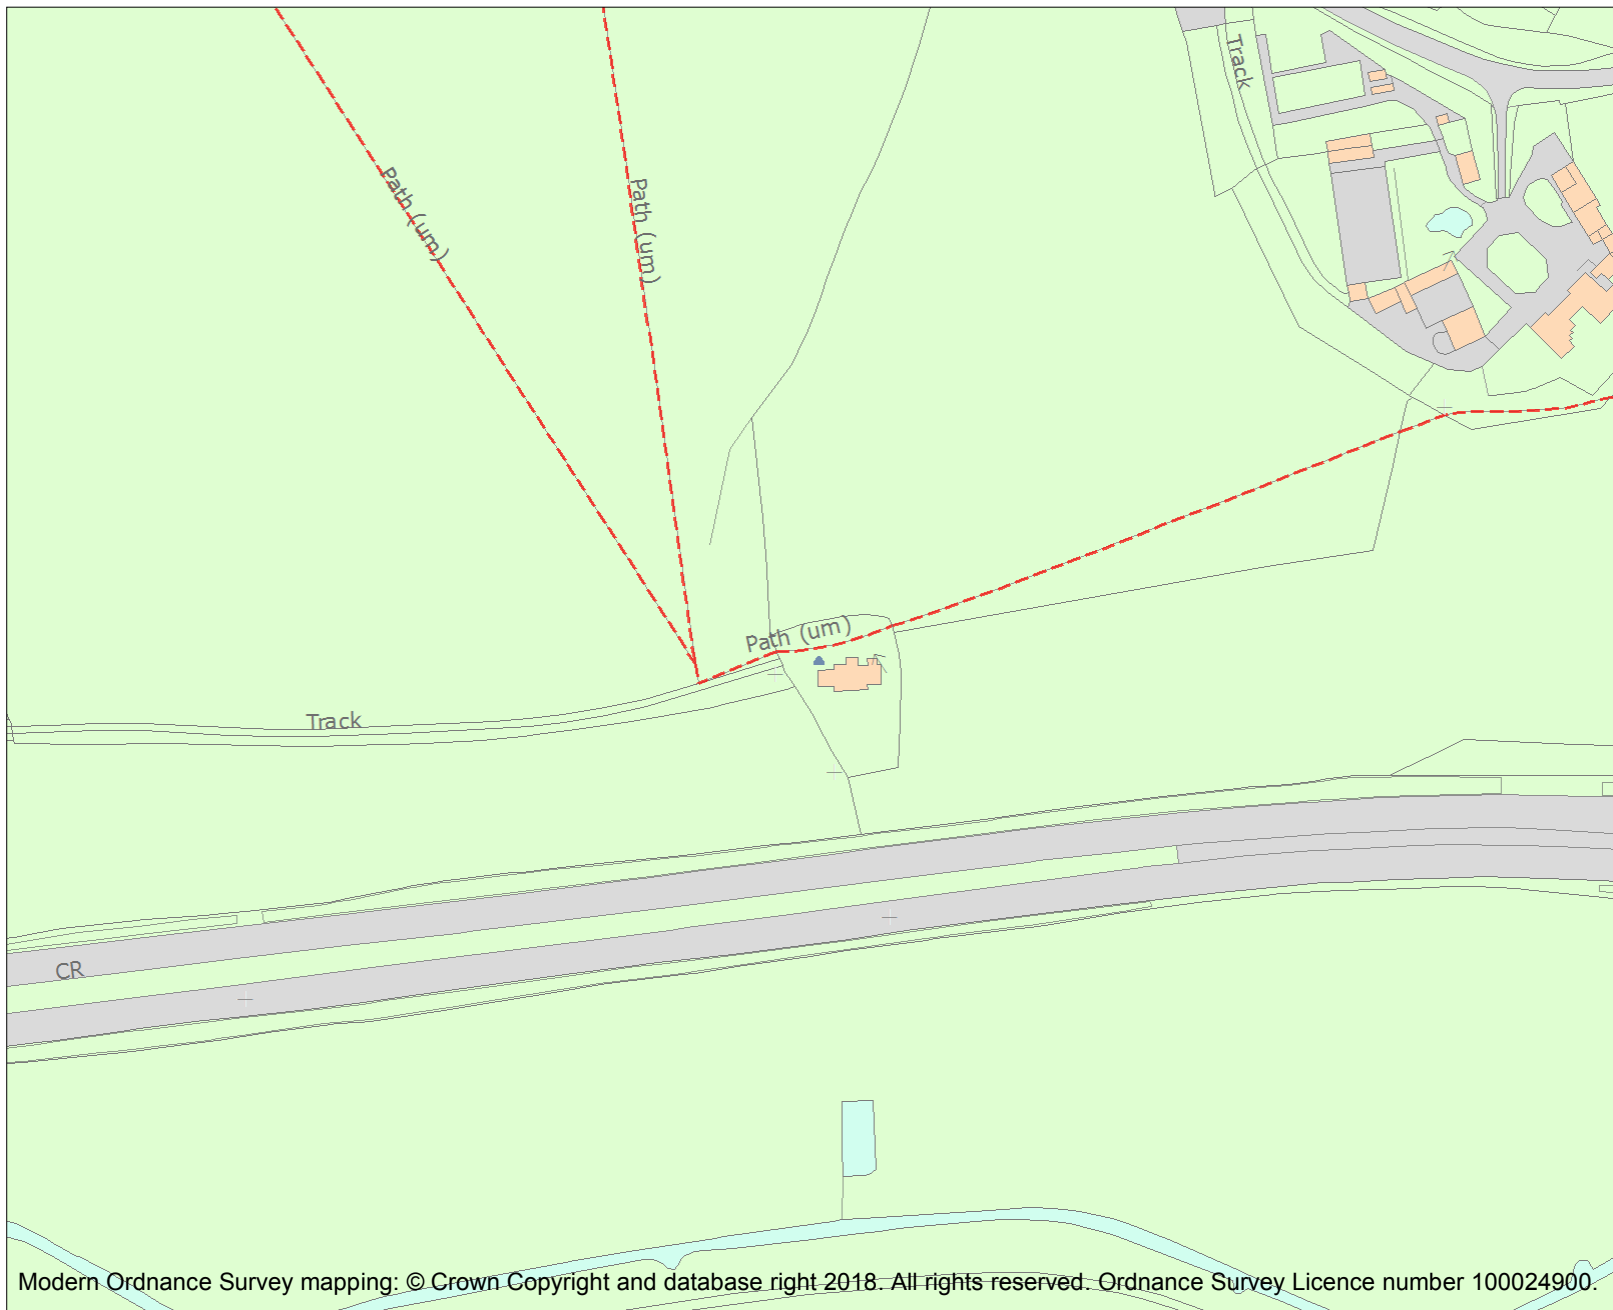 Track
Path (um)
Path (um)
Path (um)
Track
CR
Modern Ordnance Survey mapping: © Crown Copyright and database right 2018. All rights reserved. Ordnance Survey Licence number 100024900.